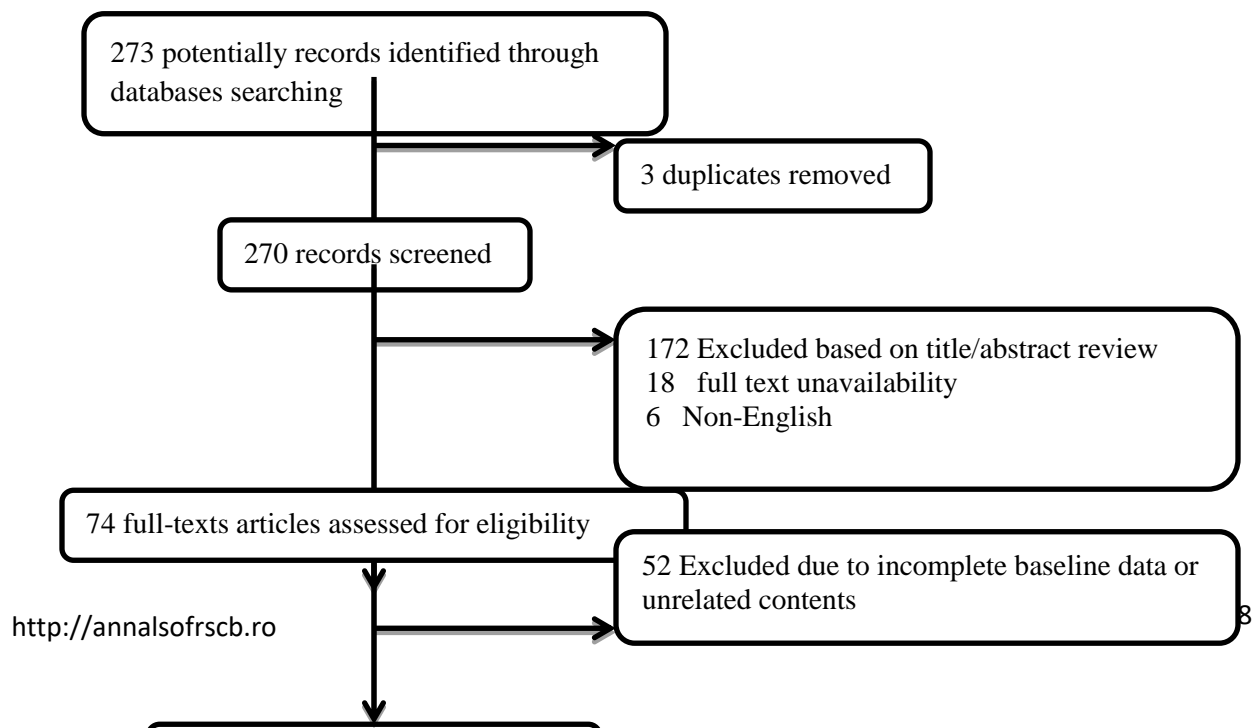 273 potentially records identified through
databases searching
3 duplicates removed
270 records screened
172 Excluded based on title/abstract review
18 full text unavailability
6 Non-English
74 full-texts articles assessed for eligibility
52 Excluded due to incomplete baseline data or
unrelated contents
http://annalsofrscb.ro
8